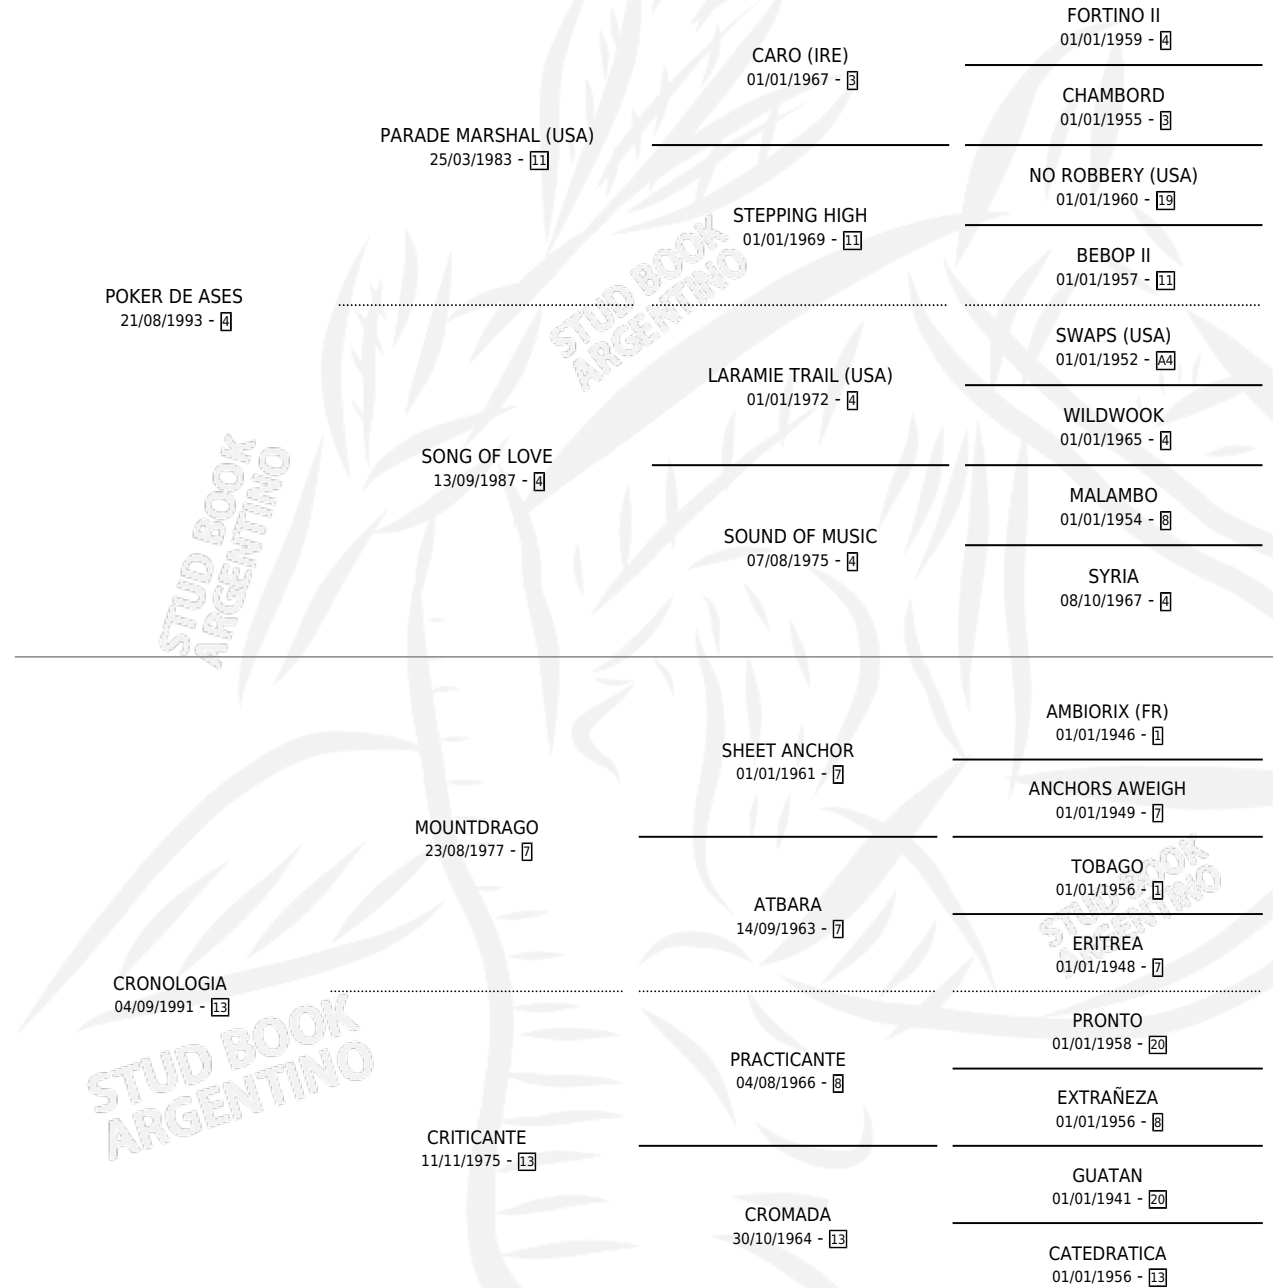 FORTINO II
01/01/1959 - 4
CARO (IRE)
01/01/1967 - 3
CHAMBORD
01/01/1955 - 3
PARADE MARSHAL (USA)
25/03/1983 - 11
NO ROBBERY (USA)
01/01/1960 - 19
STEPPING HIGH
01/01/1969 - 11
BEBOP II
01/01/1957 - 11
POKER DE ASES
21/08/1993 - 4
STUD BOOK
ARGENTINO
SWAPS (USA)
01/01/1952 - A4
LARAMIE TRAIL (USA)
01/01/1972 - 4
WILDWOOK
01/01/1965 - 4
SONG OF LOVE
13/09/1987 - 4
MALAMBO
01/01/1954 - 8
SOUND OF MUSIC
07/08/1975 - 4
SYRIA
08/10/1967 - 4
STUD BOOK
ARGENTINO
AMBIORIX (FR)
01/01/1946 - 1
SHEET ANCHOR
01/01/1961 - 7
ANCHORS AWEIGH
01/01/1949 - 7
MOUNTDRAGO
23/08/1977 - 7
TOBAGO
01/01/1956 - 1
ATBARA
14/09/1963 - 7
ERITREA
01/01/1948 - 7
STUD BOOK
ARGENTINO
CRONOLOGIA
04/09/1991 - 13
PRONTO
01/01/1958 - 20
PRACTICANTE
04/08/1966 - 8
EXTRAÑEZA
01/01/1956 - 8
STUD BOOK
ARGENTINO
CRITICANTE
11/11/1975 - 13
GUATAN
01/01/1941 - 20
CROMADA
30/10/1964 - 13
CATEDRATICA
01/01/1956 - 13